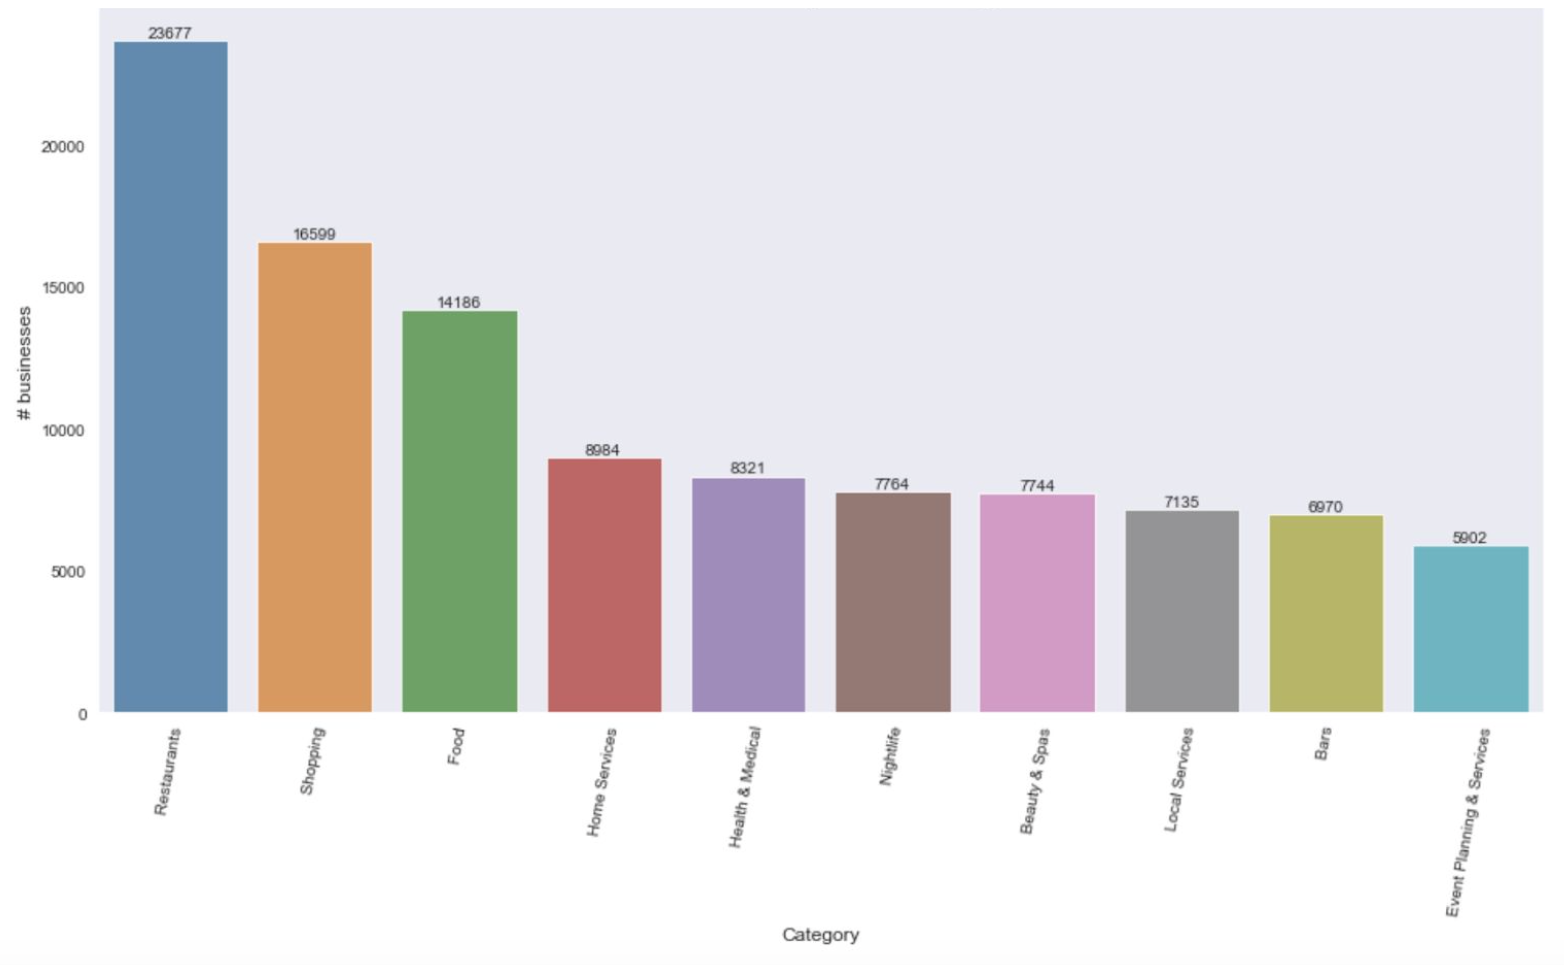 23677
16599
14186
8984
8321
7764
7744
7135
6970
5902
20000
15000
10000
5000
0
# businesses
Restaurants
Shopping
Food
Home Services
Health & Medical
Nightlife
Beauty & Spas
Local Services
Bars
Event Planning & Services
Category